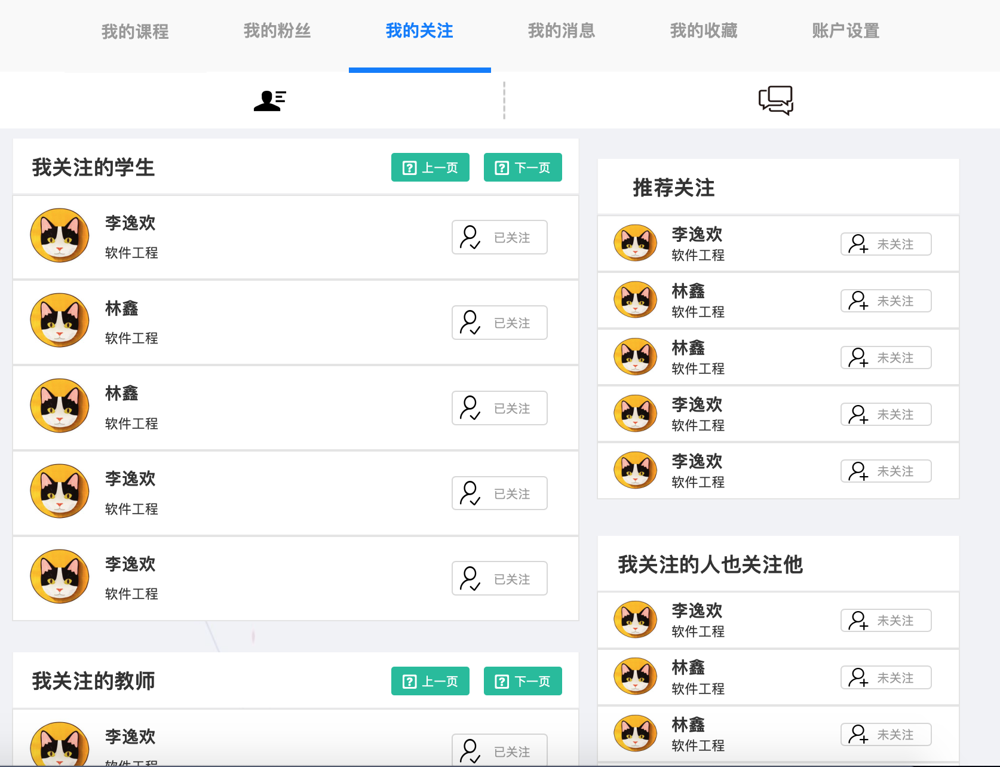 我的课程
我的粉丝
我的关注
我的消息
我的收藏
账户设置
我关注的学生
上一页
下一页
李逸欢
软件工程
已关注
林鑫
软件工程
已关注
林鑫
软件工程
已关注
李逸欢
软件工程
已关注
李逸欢
软件工程
已关注
我关注的教师
上一页
下一页
李逸欢
软件工程
已关注
推荐关注
李逸欢
软件工程
未关注
林鑫
软件工程
未关注
林鑫
软件工程
未关注
李逸欢
软件工程
未关注
李逸欢
软件工程
未关注
我关注的人也关注他
李逸欢
软件工程
未关注
林鑫
软件工程
未关注
林鑫
软件工程
未关注